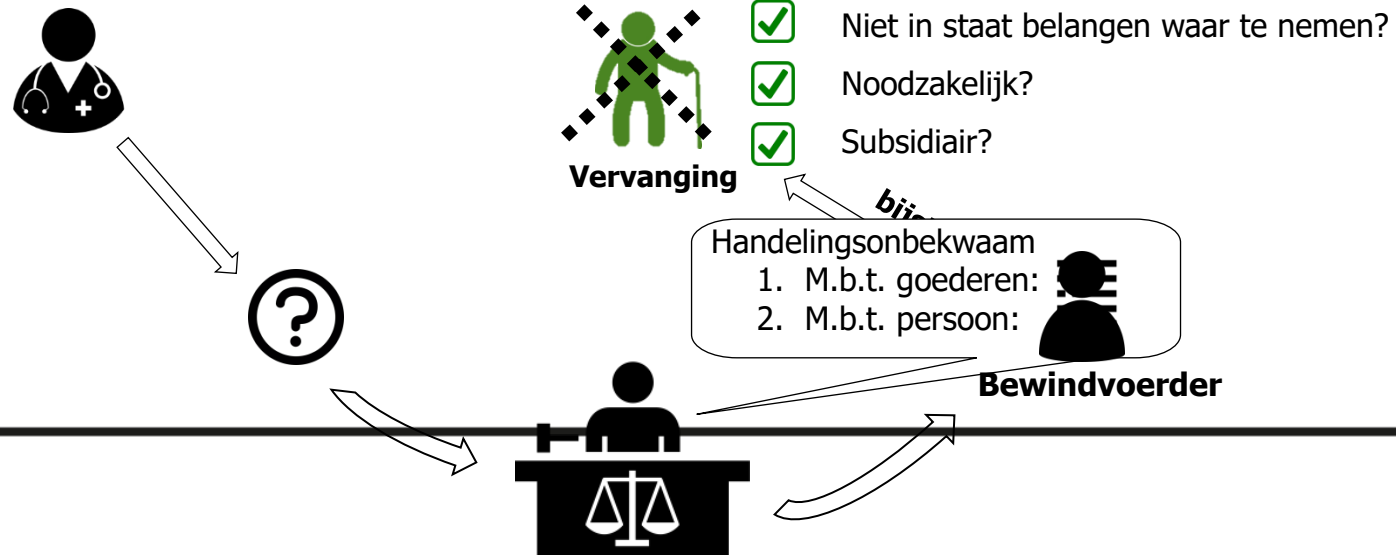 Niet in staat belangen waar te nemen?
Noodzakelijk?
Subsidiair?
Vervanging
Handelingsonbekwaam
1. M.b.t. goederen:
2. M.b.t. persoon:
Bewindvoerder